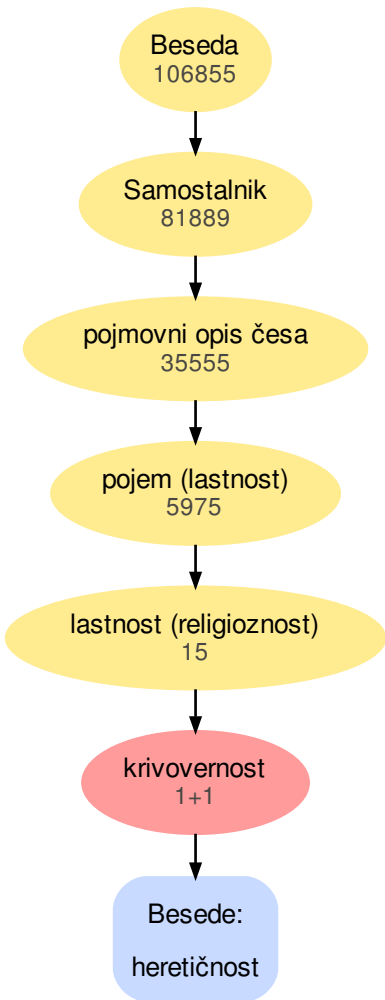 Beseda
106855
Samostalnik
81889
pojmovni opis česa
35555
pojem (lastnost)
5975
lastnost (religioznost)
15
krivovernost
1+1
Besede:
heretičnost